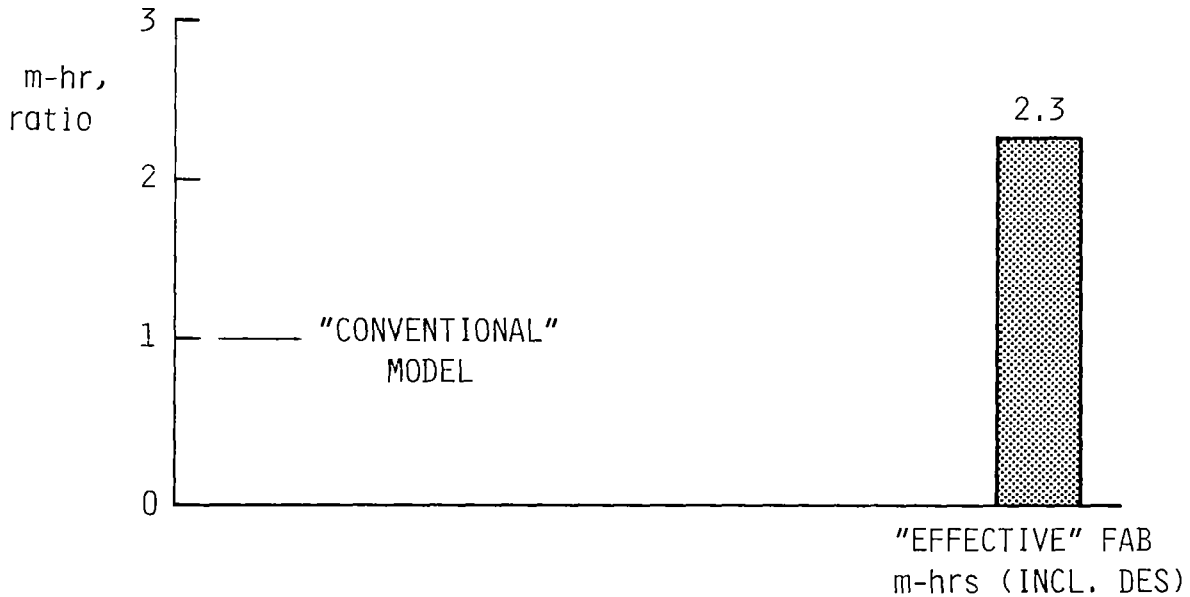 3
m-hr,
ratio
2.3
2
1
"CONVENTIONAL"
MODEL
0
"EFFECTIVE" FAB
m-hrs (INCL. DES)